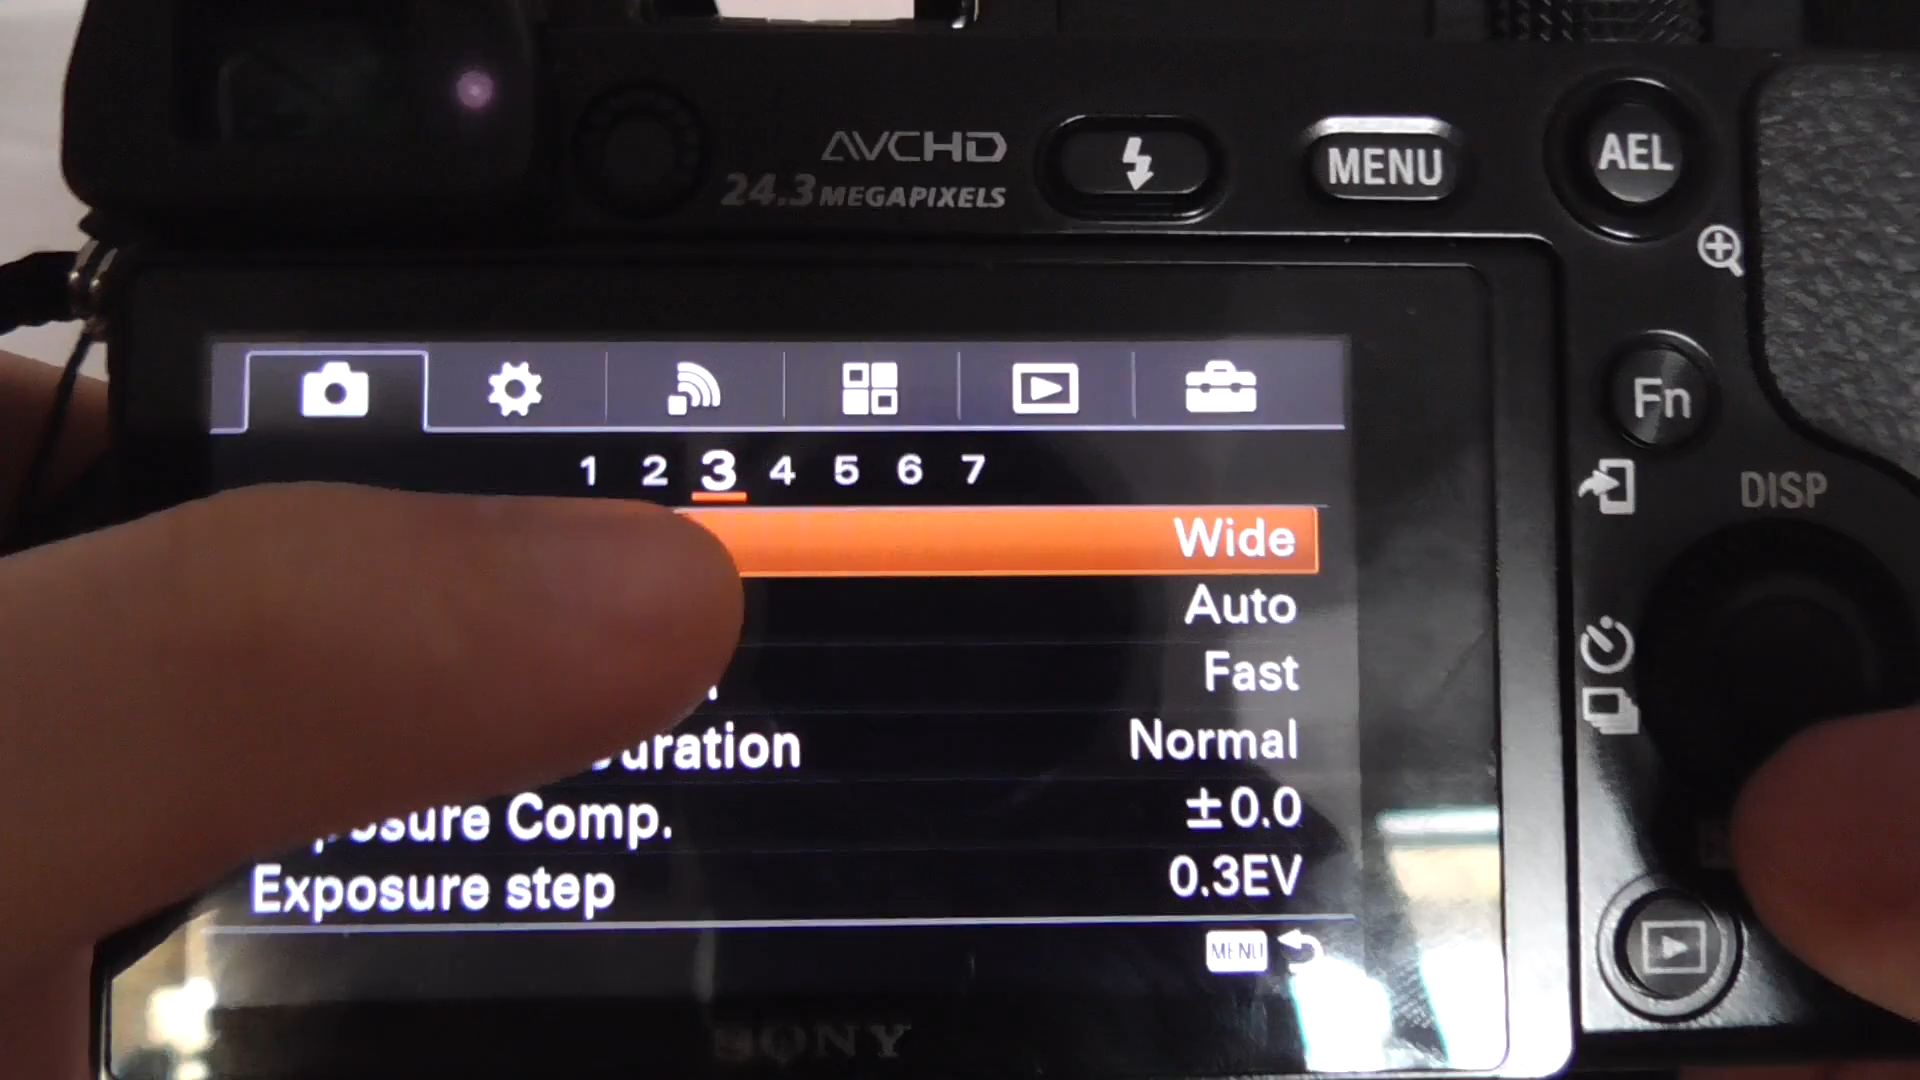 AVCHD
24.3 MEGAPIXELS
MENU
AEL
Fn
DISP
1 2 3 4 5 6 7
Wide
Auto
Fast
Normal
Comp. ±0.0
Exposure step 0.3EV
MENU
SONY